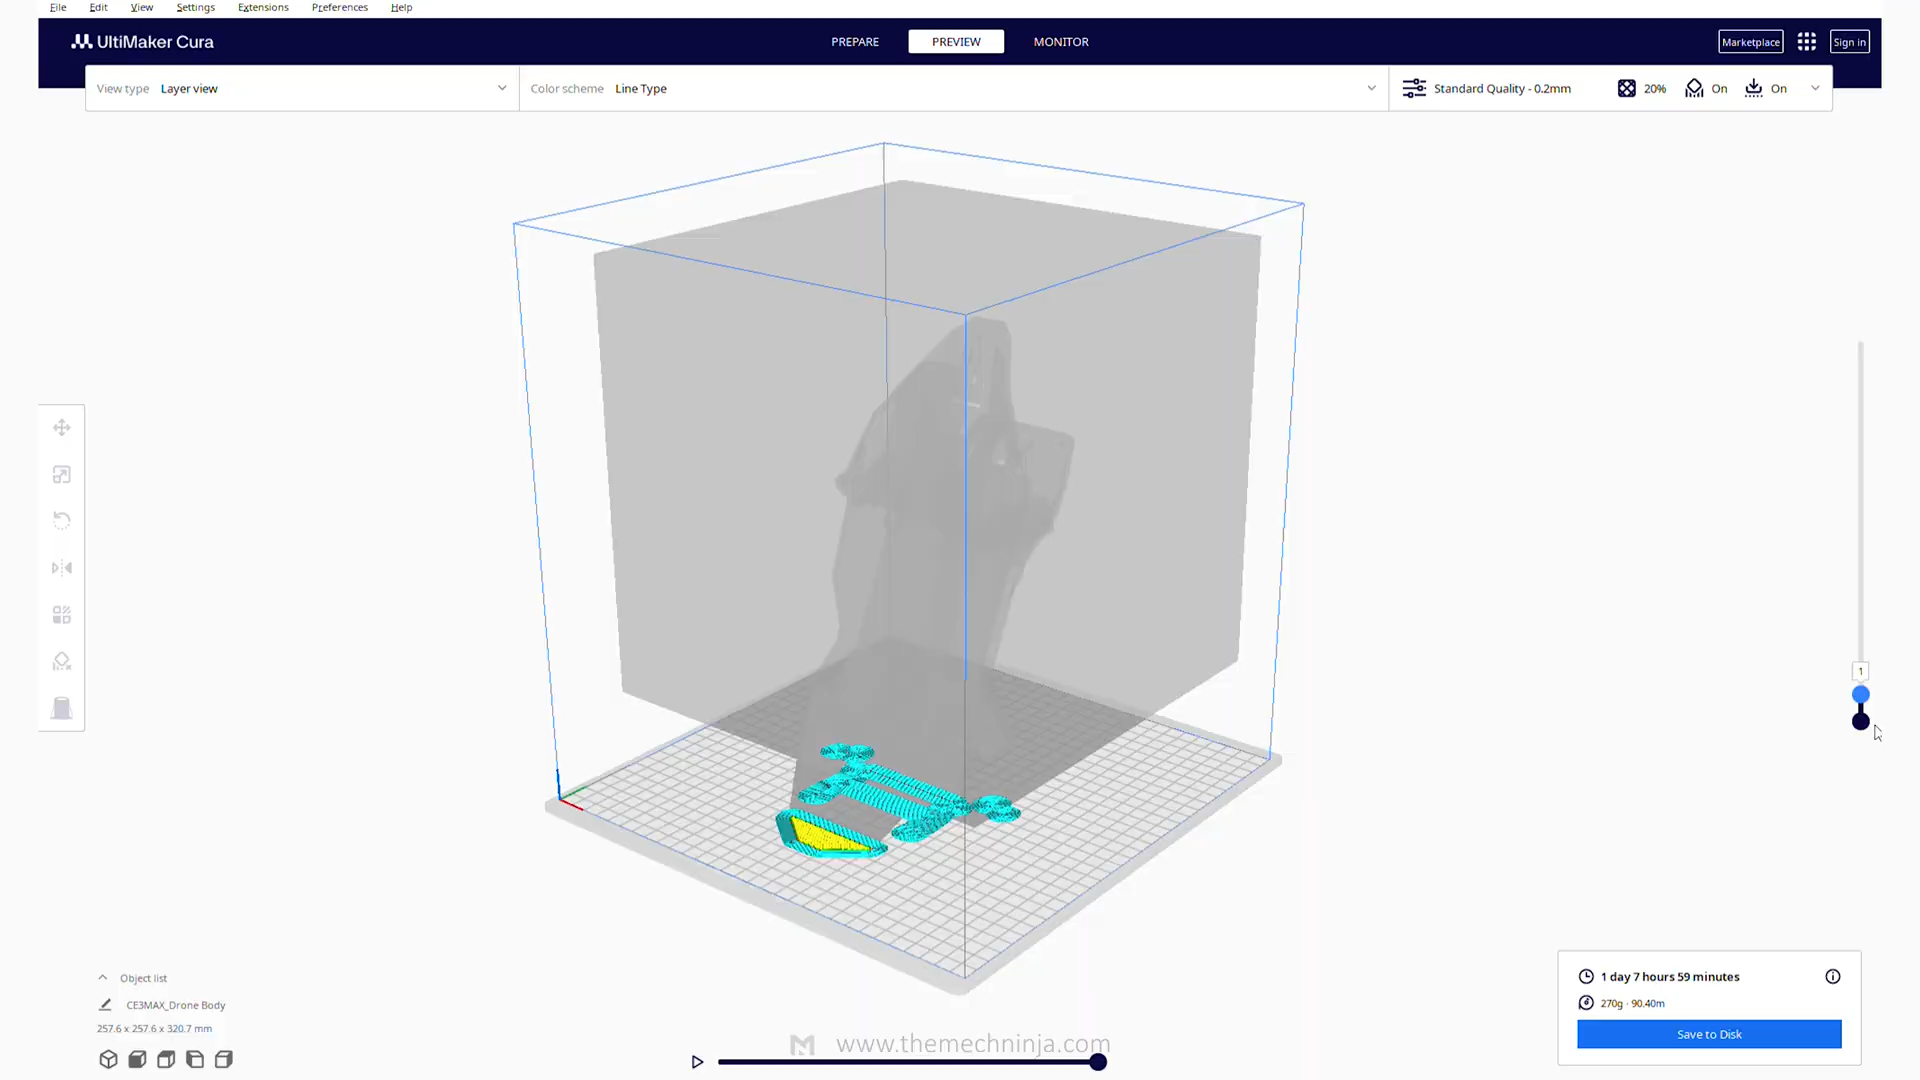 File Edit View Settings Extensions Preferences Help
UltiMaker Cura PREPARE PREVIEW MONITOR Marketplace Sign in
View type Layer view Color scheme Line Type Standard Quality - 0.2mm 20% On On
1
Object list
CE3MAX_Drone Body
257.6 x 257.6 x 320.7 mm
1 day 7 hours 59 minutes
270g · 90.40m
Save to Disk
www.themechninja.com